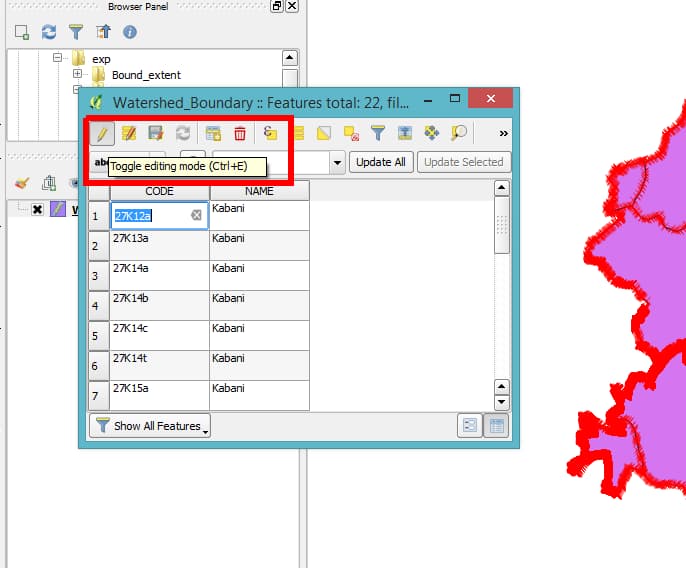 Browser Panel
exp
Bound_extent
Watershed_Boundary :: Features total: 22, fil...
»
Toggle editing mode (Ctrl+E)
Update All
Update Selected
CODE NAME
1 27K12a Kabani
2 27K13a Kabani
3 27K14a Kabani
4 27K14b Kabani
5 27K14c Kabani
6 27K14t Kabani
7 27K15a Kabani
Show All Features